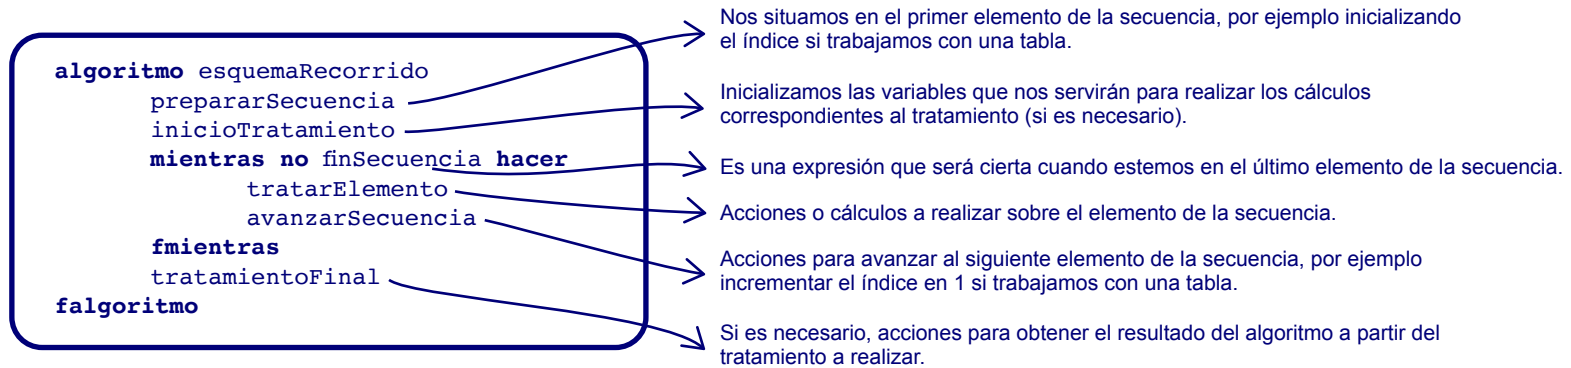 algoritmo esquemaRecorrido
prepararSecuencia
inicioTratamiento
mientras no finSecuencia hacer
tratarElemento
avanzarSecuencia
fmientras
tratamientoFinal
falgoritmo
Nos situamos en el primer elemento de la secuencia, por ejemplo inicializando
el índice si trabajamos con una tabla.
Inicializamos las variables que nos servirán para realizar los cálculos
correspondientes al tratamiento (si es necesario).
Es una expresión que será cierta cuando estemos en el último elemento de la secuencia.
Acciones o cálculos a realizar sobre el elemento de la secuencia.
Acciones para avanzar al siguiente elemento de la secuencia, por ejemplo
incrementar el índice en 1 si trabajamos con una tabla.
Si es necesario, acciones para obtener el resultado del algoritmo a partir del
tratamiento a realizar.